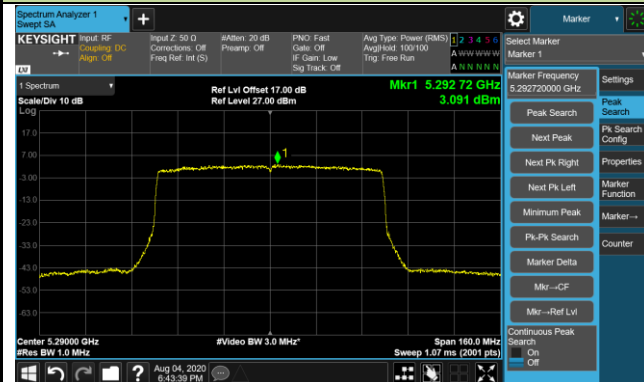 Spectrum Analyzer 1
Swept SA
Marker
KEYSIGHT
Input: RF
Coupling: DC
Align: Off
Input Z: 50 Ω
Corrections: Off
Freq Ref: Int (S)
#Atten: 20 dB
Preamp: Off
PNO: Fast
Gate: Off
IF Gain: Low
Sig Track: Off
Avg Type: Power (RMS)
Avg|Hold: 100/100
Trig: Free Run
1 2 3 4 5 6
A W W W W W
A N N N N N
LXI
Select Marker
Marker 1
1 Spectrum
Scale/Div 10 dB
Log
Ref Lvl Offset 17.00 dB
Ref Level 27.00 dBm
Mkr1 5.292 72 GHz
3.091 dBm
17.0
7.00
-3.00
-13.0
-23.0
-33.0
-43.0
-53.0
-63.0
1
Center 5.29000 GHz
#Res BW 1.0 MHz
#Video BW 3.0 MHz*
Span 160.0 MHz
Sweep 1.07 ms (2001 pts)
Marker Frequency
5.292720000 GHz
Peak Search
Next Peak
Next Pk Right
Next Pk Left
Minimum Peak
Pk-Pk Search
Marker Delta
Mkr→CF
Mkr→Ref Lvl
Continuous Peak
Search
On
Off
Settings
Peak
Search
Pk Search
Config
Properties
Marker
Function
Marker→
Counter
Aug 04, 2020
6:43:39 PM